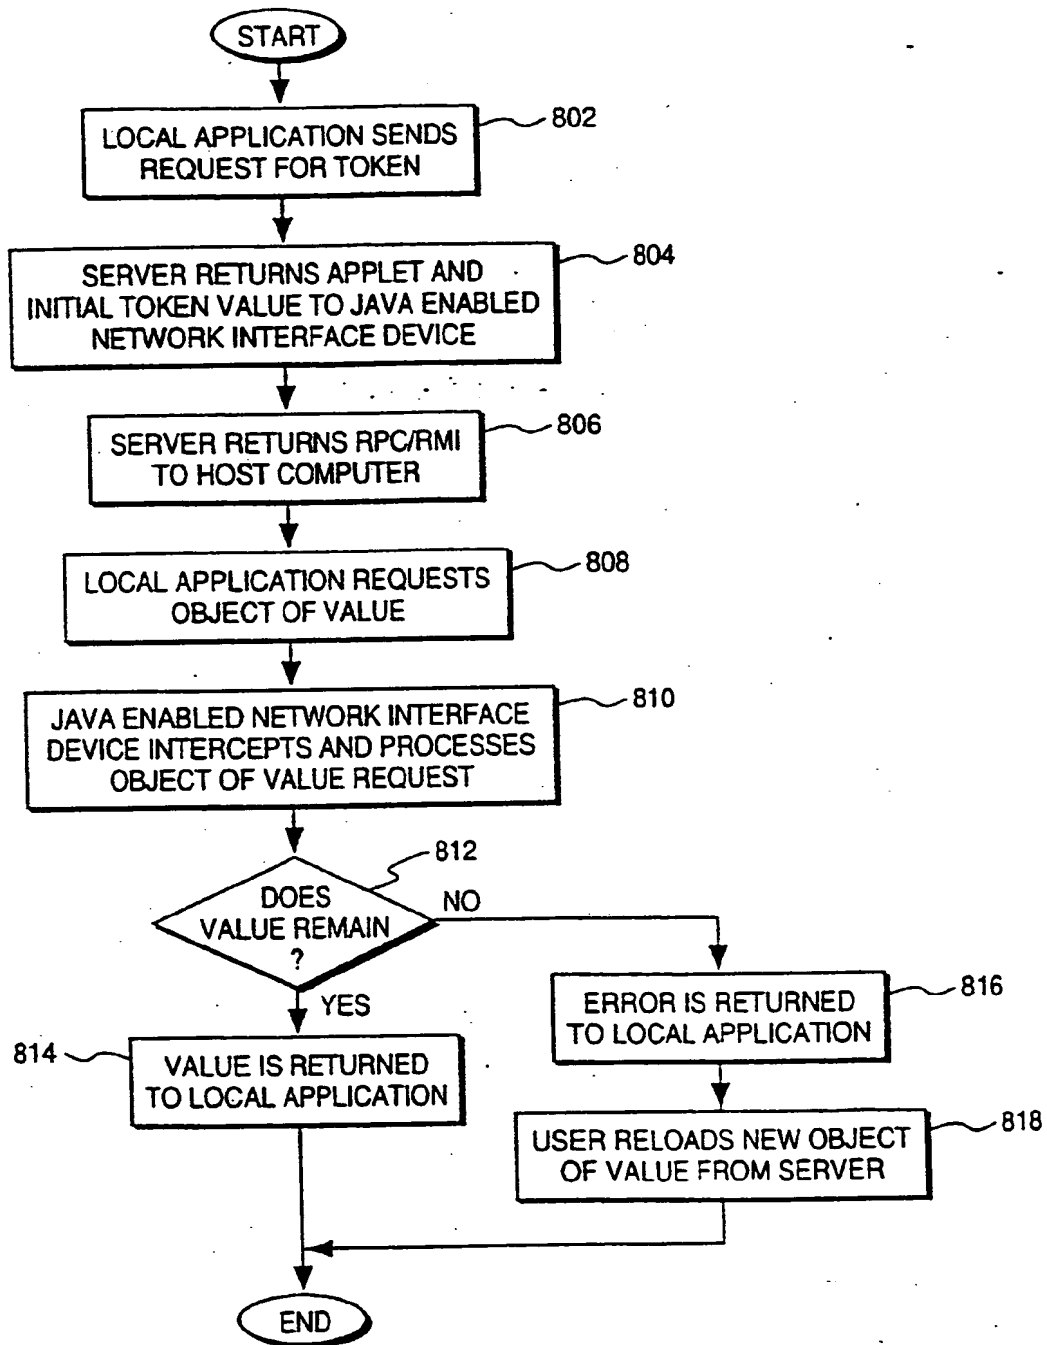 START
802
LOCAL APPLICATION SENDS
REQUEST FOR TOKEN
804
SERVER RETURNS APPLET AND
INITIAL TOKEN VALUE TO JAVA ENABLED
NETWORK INTERFACE DEVICE
806
SERVER RETURNS RPC/RMI
TO HOST COMPUTER
808
LOCAL APPLICATION REQUESTS
OBJECT OF VALUE
810
JAVA ENABLED NETWORK INTERFACE
DEVICE INTERCEPTS AND PROCESSES
OBJECT OF VALUE REQUEST
812
DOES
VALUE REMAIN
?
NO
YES
814
VALUE IS RETURNED
TO LOCAL APPLICATION
816
ERROR IS RETURNED
TO LOCAL APPLICATION
818
USER RELOADS NEW OBJECT
OF VALUE FROM SERVER
END